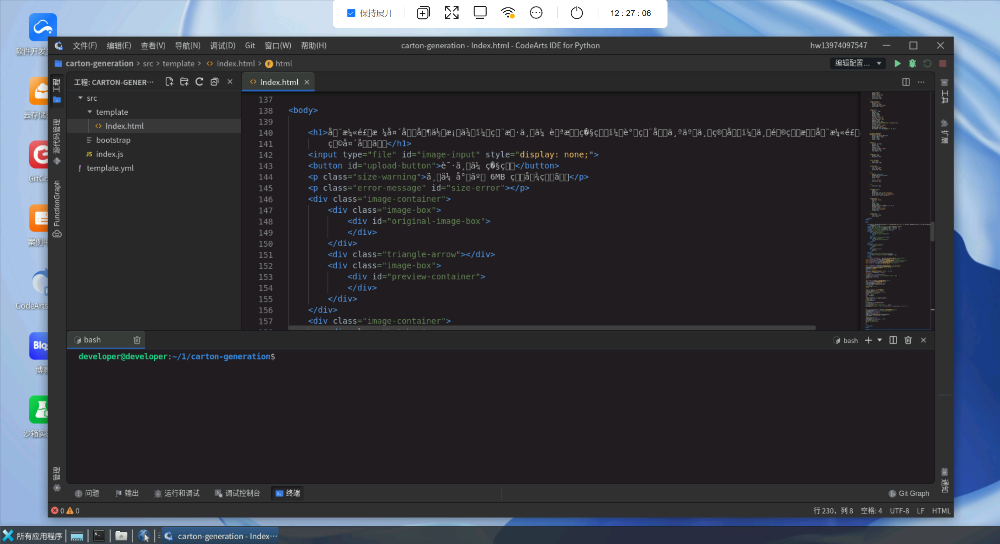 保持展开
12 : 27 : 06
软件开发
文件(F) 编辑(E) 查看(V) 导航(N) 调试(D) Git 窗口(W) 帮助(H)
carton-generation - Index.html - CodeArts IDE for Python
hw13974097547
carton-generation > src > template > <> Index.html > F html
编辑配置...
工程: CARTON-GENER···
Index.html
src
template
<> Index.html
bootstrap
JS index.js
! template.yml
工程
源代码管理
FunctionGraph
管理
工具
扩展
通知
云存储
GitCo
案例中
CodeArts
Blog
博客
沙箱实
137
138 <body>
139
140 <h1>
141 </h1>
142 <input type="file" id="image-input" style="display: none;">
143 <button id="upload-button"></button>
144 <p class="size-warning"> 6MB </p>
145 <p class="error-message" id="size-error"></p>
146 <div class="image-container">
147 <div class="image-box">
148 <div id="original-image-box">
149 </div>
150 </div>
151 <div class="triangle-arrow"></div>
152 <div class="image-box">
153 <div id="preview-container">
154 </div>
155 </div>
156 </div>
157 <div class="image-container">
bash
bash
developer@developer:~/1/carton-generation$
问题 输出 运行和调试 调试控制台 终端
Git Graph
0 0
行 230，列 8 空格: 4 UTF-8 LF HTML
所有应用程序
carton-generation - Index···